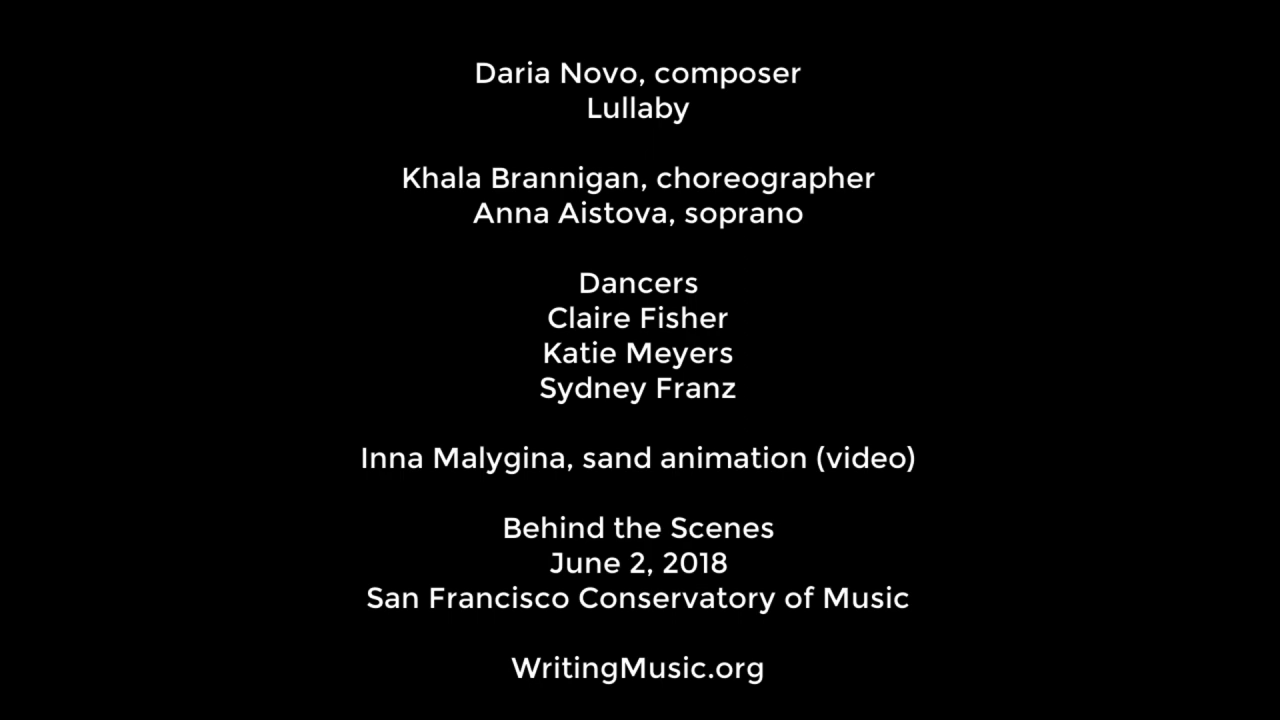 Daria Novo, composer
Lullaby
Khala Brannigan, choreographer
Anna Aistova, soprano
Dancers
Claire Fisher
Katie Meyers
Sydney Franz
Inna Malygina, sand animation (video)
Behind the Scenes
June 2, 2018
San Francisco Conservatory of Music
WritingMusic.org